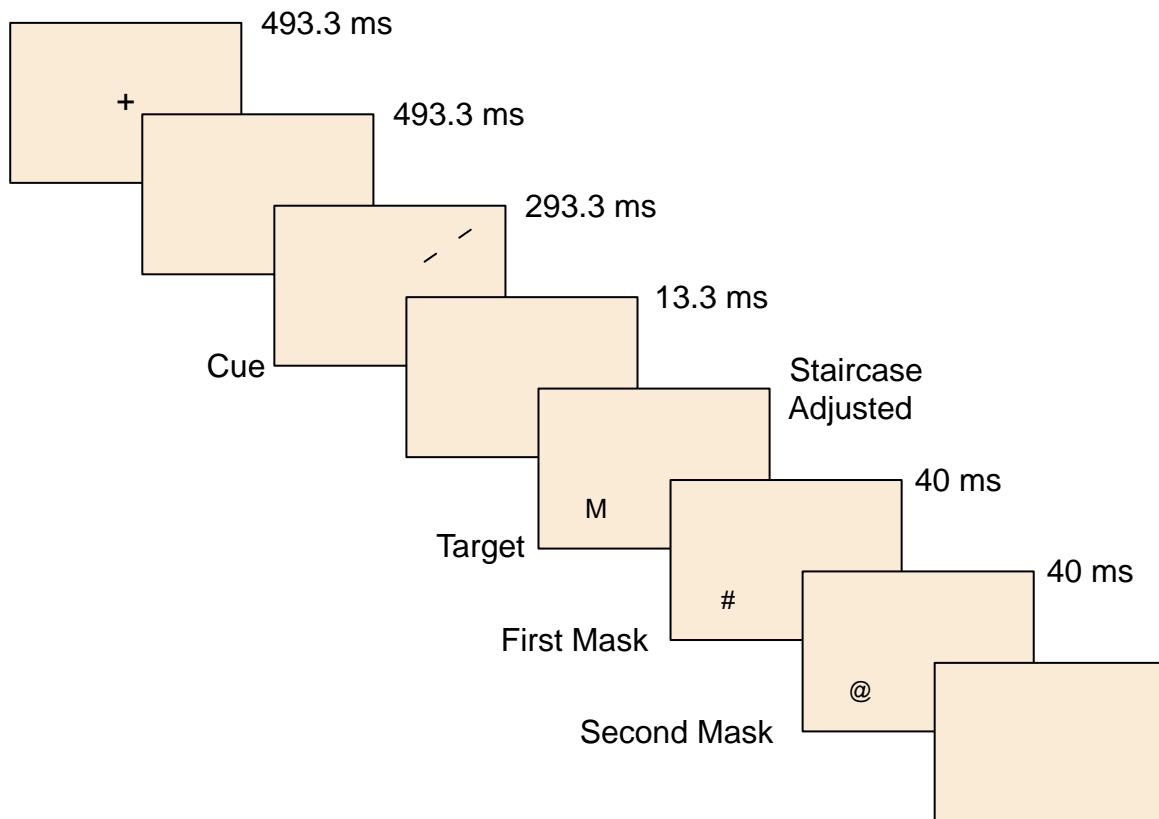 493.3 ms
+
493.3 ms
293.3 ms
13.3 ms
Cue
Staircase
Adjusted
M
40 ms
Target
#
40 ms
First Mask
@
Second Mask